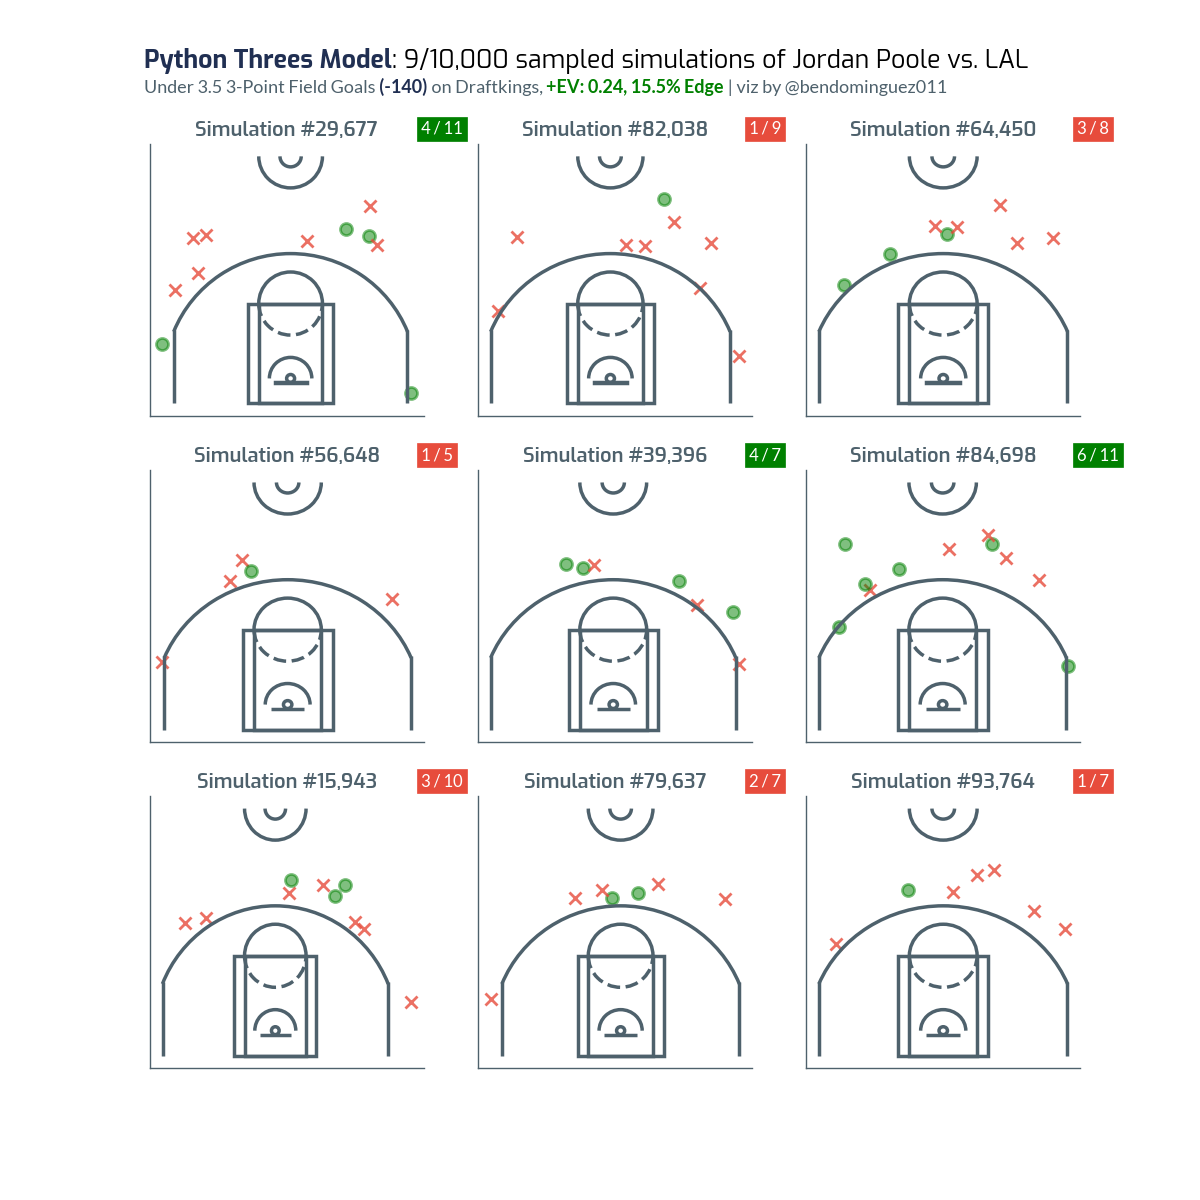 Python Threes Model: 9/10,000 sampled simulations of Jordan Poole vs. LAL
Under 3.5 3-Point Field Goals (-140) on Draftkings, +EV: 0.24, 15.5% Edge | viz by @bendominguez011
Simulation #29,677
4 / 11
Simulation #82,038
1 / 9
Simulation #64,450
3 / 8
Simulation #56,648
1 / 5
Simulation #39,396
4 / 7
Simulation #84,698
6 / 11
Simulation #15,943
3 / 10
Simulation #79,637
2 / 7
Simulation #93,764
1 / 7